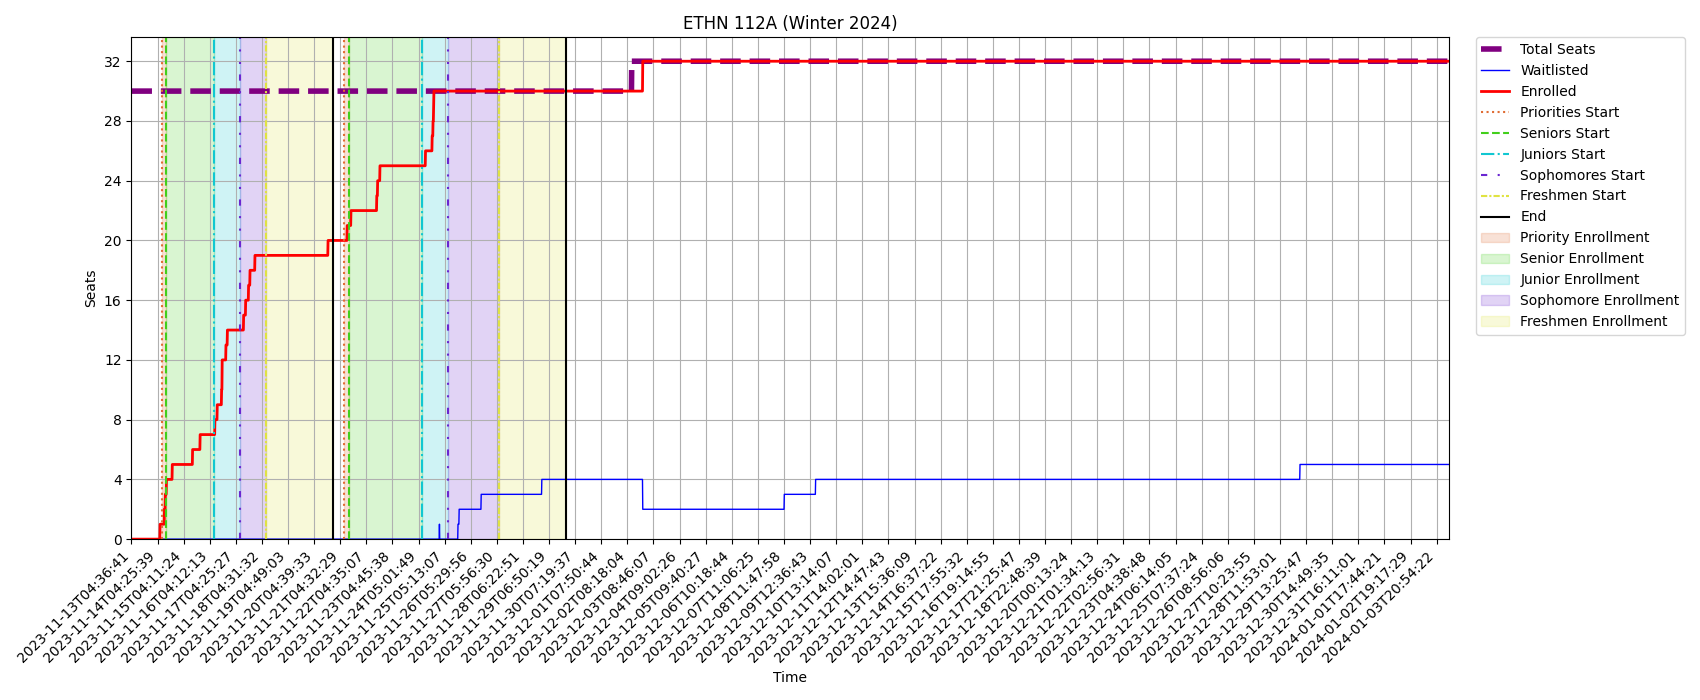 ETHN 112A (Winter 2024)
Seats
32
28
24
20
16
12
8
4
0
2023-11-13T04:36:41
2023-11-14T04:25:39
2023-11-15T04:11:24
2023-11-16T04:12:13
2023-11-17T04:25:27
2023-11-18T04:31:32
2023-11-19T04:49:03
2023-11-20T04:39:33
2023-11-21T04:32:29
2023-11-22T04:35:07
2023-11-23T04:45:38
2023-11-24T05:01:49
2023-11-25T05:13:07
2023-11-26T05:29:56
2023-11-27T05:56:30
2023-11-28T06:22:51
2023-11-29T06:50:19
2023-11-30T07:19:37
2023-12-01T07:50:44
2023-12-02T08:18:04
2023-12-03T08:46:07
2023-12-04T09:02:26
2023-12-05T09:40:27
2023-12-06T10:18:44
2023-12-07T11:06:25
2023-12-08T11:47:58
2023-12-09T12:36:43
2023-12-10T13:14:07
2023-12-11T14:02:01
2023-12-12T14:47:43
2023-12-13T15:36:09
2023-12-14T16:37:22
2023-12-15T17:55:32
2023-12-16T19:14:55
2023-12-17T21:25:47
2023-12-18T22:48:39
2023-12-20T00:13:24
2023-12-21T01:34:13
2023-12-22T02:56:31
2023-12-23T04:38:48
2023-12-24T06:14:05
2023-12-25T07:37:24
2023-12-26T08:56:06
2023-12-27T10:23:55
2023-12-28T11:53:01
2023-12-29T13:25:47
2023-12-30T14:49:35
2023-12-31T16:11:01
2024-01-01T17:44:21
2024-01-02T19:17:29
2024-01-03T20:54:22
Time
Total Seats
Waitlisted
Enrolled
Priorities Start
Seniors Start
Juniors Start
Sophomores Start
Freshmen Start
End
Priority Enrollment
Senior Enrollment
Junior Enrollment
Sophomore Enrollment
Freshmen Enrollment